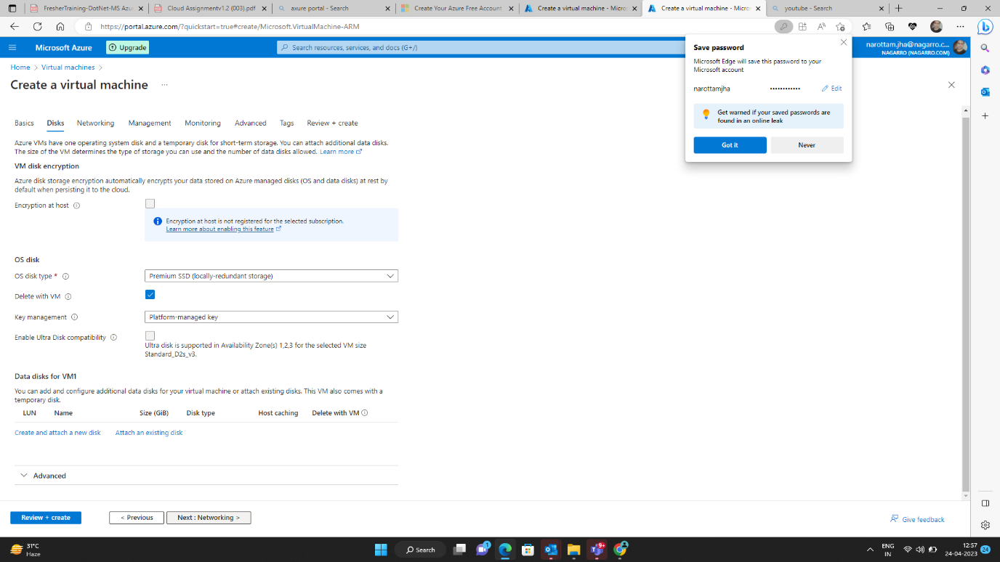 FresherTraining-DotNet-MS Azu
Cloud Assignmentv1.2 (003).pdf
axure portal - Search
Create Your Azure Free Account
Create a virtual machine - Micro
Create a virtual machine - Micro
youtube - Search
https://portal.azure.com/?quickstart=true#create/Microsoft.VirtualMachine-ARM
Microsoft Azure
Upgrade
Search resources, services, and docs (G+/)
narottam.jha@nagarro.c...
NAGARRO (NAGARRO.COM)
Save password
Microsoft Edge will save this password to your
Microsoft account
narottamjha
•••••••••••• Edit
Get warned if your saved passwords are
found in an online leak
Got it
Never
Home > Virtual machines >
Create a virtual machine ...
Basics Disks Networking Management Monitoring Advanced Tags Review + create
Azure VMs have one operating system disk and a temporary disk for short-term storage. You can attach additional data disks.
The size of the VM determines the type of storage you can use and the number of data disks allowed. Learn more
VM disk encryption
Azure disk storage encryption automatically encrypts your data stored on Azure managed disks (OS and data disks) at rest by
default when persisting it to the cloud.
Encryption at host
Encryption at host is not registered for the selected subscription.
Learn more about enabling this feature
OS disk
OS disk type *
Premium SSD (locally-redundant storage)
Delete with VM
Key management
Platform-managed key
Enable Ultra Disk compatibility
Ultra disk is supported in Availability Zone(s) 1,2,3 for the selected VM size
Standard_D2s_v3.
Data disks for VM1
You can add and configure additional data disks for your virtual machine or attach existing disks. This VM also comes with a
temporary disk.
LUN Name Size (GiB) Disk type Host caching Delete with VM
Create and attach a new disk Attach an existing disk
Advanced
Review + create
< Previous
Next : Networking >
Give feedback
31°C
Haze
Search
1
9+
ENG
IN
12:57
24-04-2023
24